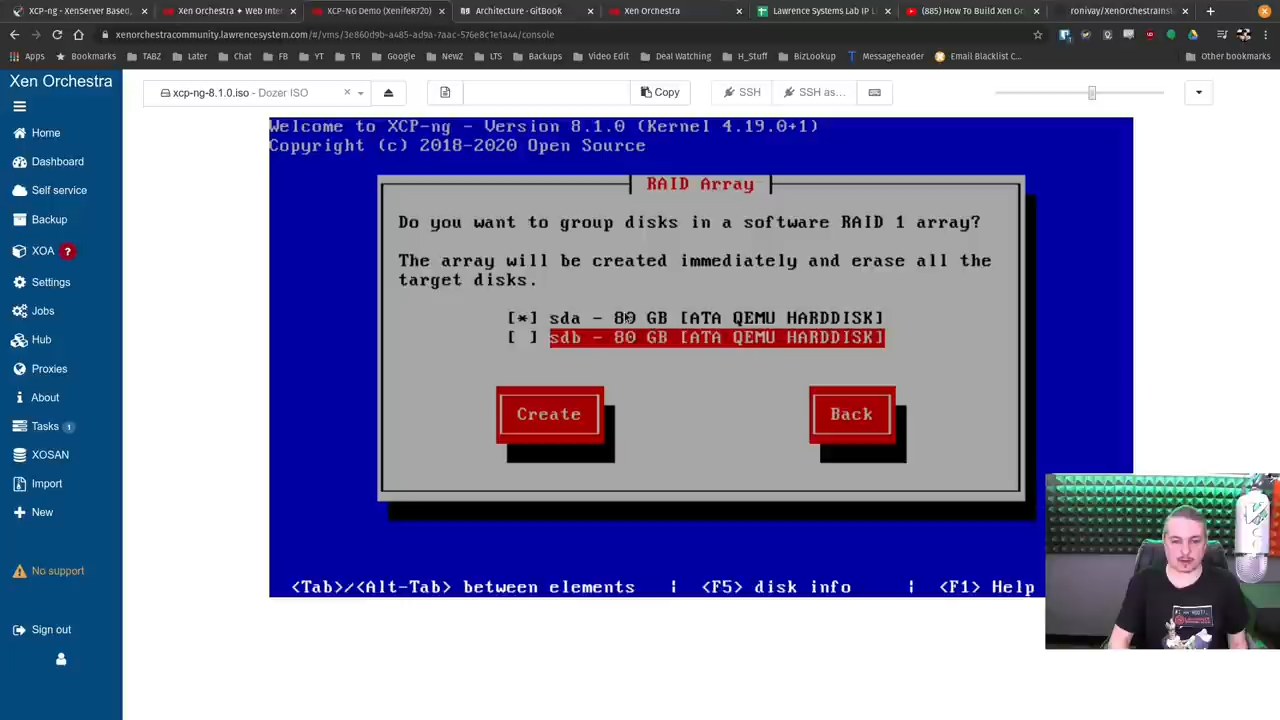 XCP-ng - XenServer Based,
Xen Orchestra ✦ Web Inter
XCP-NG Demo (XenifeR720)
Architecture · GitBook
Xen Orchestra
Lawrence Systems Lab IP L
(885) How To Build Xen Or
ronivay/XenOrchestraInst
xenorchestracommunity.lawrencesystem.com/#/vms/3e860d9b-a485-ad9a-7aac-576e8c1e1a44/console
Apps
Bookmarks
TABZ
Later
Chat
FB
YT
TR
Google
NewZ
LTS
Backups
Video Edit
Deal Watching
H_Stuff
BizLookup
Messageheader
Email Blacklist C...
Other bookmarks
Xen Orchestra
Home
Dashboard
Self service
Backup
XOA ?
Settings
Jobs
Hub
Proxies
About
Tasks 1
XOSAN
Import
New
No support
Sign out
xcp-ng-8.1.0.iso - Dozer ISO
Copy
SSH
SSH as...
Welcome to XCP-ng - Version 8.1.0 (Kernel 4.19.0+1)
Copyright (c) 2018-2020 Open Source
RAID Array
Do you want to group disks in a software RAID 1 array?
The array will be created immediately and erase all the
target disks.
[*] sda - 80 GB [ATA QEMU HARDDISK]
[ ] sdb - 80 GB [ATA QEMU HARDDISK]
Create
Back
<Tab>/<Alt-Tab> between elements | <F5> disk info | <F1> Help